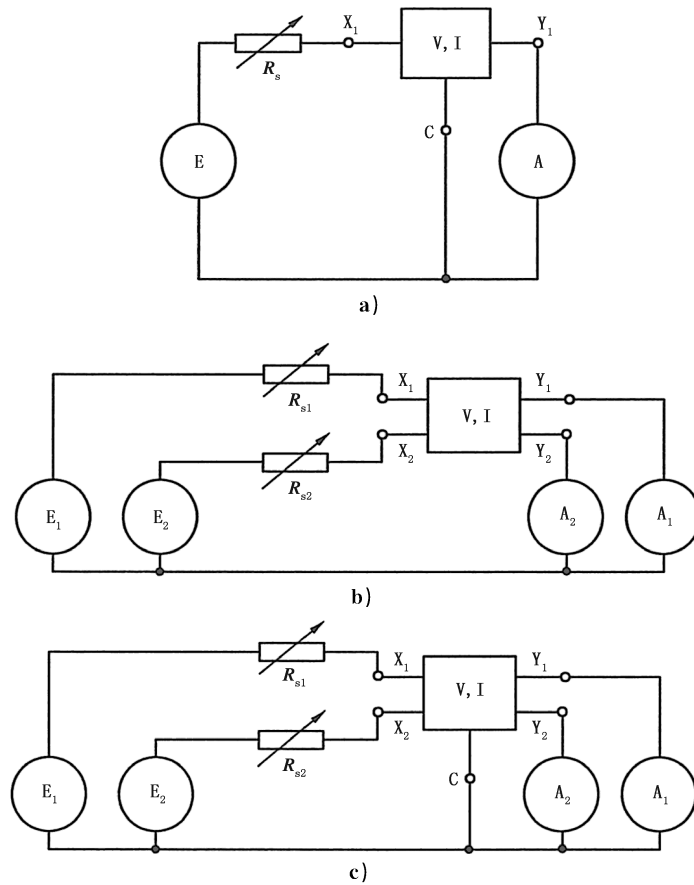 X₁ V, I Y₁
Rₛ
C
E A
a)
X₁ Y₁
Rₛ₁ V, I
X₂ Y₂
Rₛ₂
E₁ E₂ A₂ A₁
b)
X₁ Y₁
Rₛ₁ V, I
X₂ Y₂
Rₛ₂
C
E₁ E₂ A₂ A₁
c)